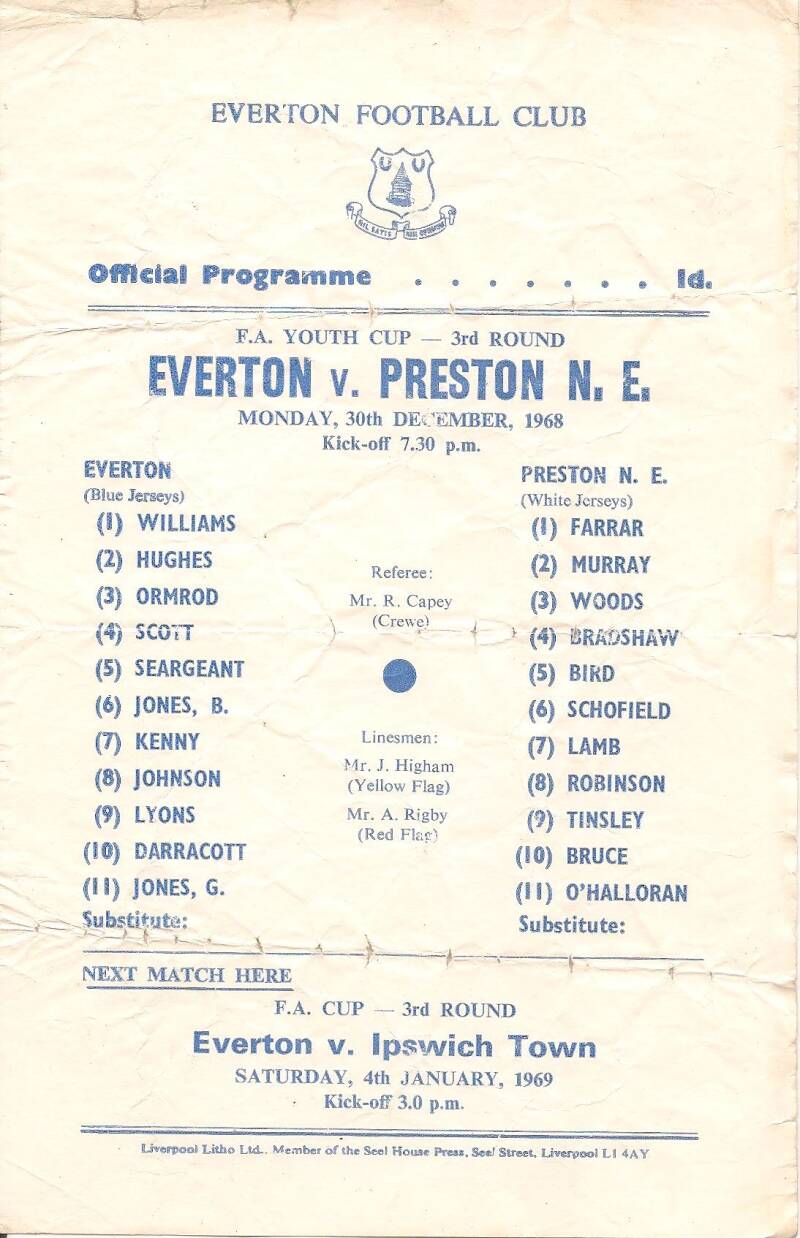 EVERTON FOOTBALL CLUB
NIL SATIS NISI OPTIMUM
Official Programme . . . . . . . 1d.
F.A. YOUTH CUP — 3rd ROUND
EVERTON v. PRESTON N. E.
MONDAY, 30th DECEMBER, 1968
Kick-off 7.30 p.m.
EVERTON
(Blue Jerseys)
(1) WILLIAMS
(2) HUGHES
(3) ORMROD
(4) SCOTT
(5) SEARGEANT
(6) JONES, B.
(7) KENNY
(8) JOHNSON
(9) LYONS
(10) DARRACOTT
(11) JONES, G.
Substitute:
Referee:
Mr. R. Capey
(Crewe)
Linesmen:
Mr. J. Higham
(Yellow Flag)
Mr. A. Rigby
(Red Flag)
PRESTON N. E.
(White Jerseys)
(1) FARRAR
(2) MURRAY
(3) WOODS
(4) BRADSHAW
(5) BIRD
(6) SCHOFIELD
(7) LAMB
(8) ROBINSON
(9) TINSLEY
(10) BRUCE
(11) O'HALLORAN
Substitute:
NEXT MATCH HERE
F.A. CUP — 3rd ROUND
Everton v. Ipswich Town
SATURDAY, 4th JANUARY, 1969
Kick-off 3.0 p.m.
Liverpool Litho Ltd., Member of the Seel House Press, Seel Street, Liverpool L1 4AY